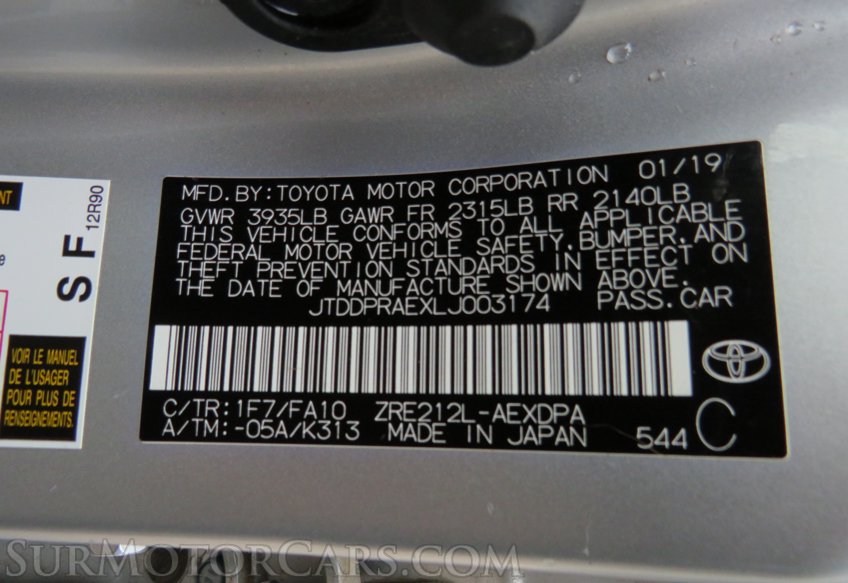 MFD. BY: TOYOTA MOTOR CORPORATION 01/19
GVWR 3935LB GAWR FR 2315LB RR 2140LB
THIS VEHICLE CONFORMS TO ALL APPLICABLE
FEDERAL MOTOR VEHICLE SAFETY, BUMPER, AND
THEFT PREVENTION STANDARDS IN EFFECT ON
THE DATE OF MANUFACTURE SHOWN ABOVE.
JTDDPRAEXLJ003174 PASS. CAR
C/TR: 1F7/FA10 ZRE212L-AEXDPA
A/TM: -05A/K313 MADE IN JAPAN 544 C
12R90
S F
VOIR LE MANUEL
DE L'USAGER
POUR PLUS DE
RENSEIGNEMENTS.
SURMOTORCARS.COM